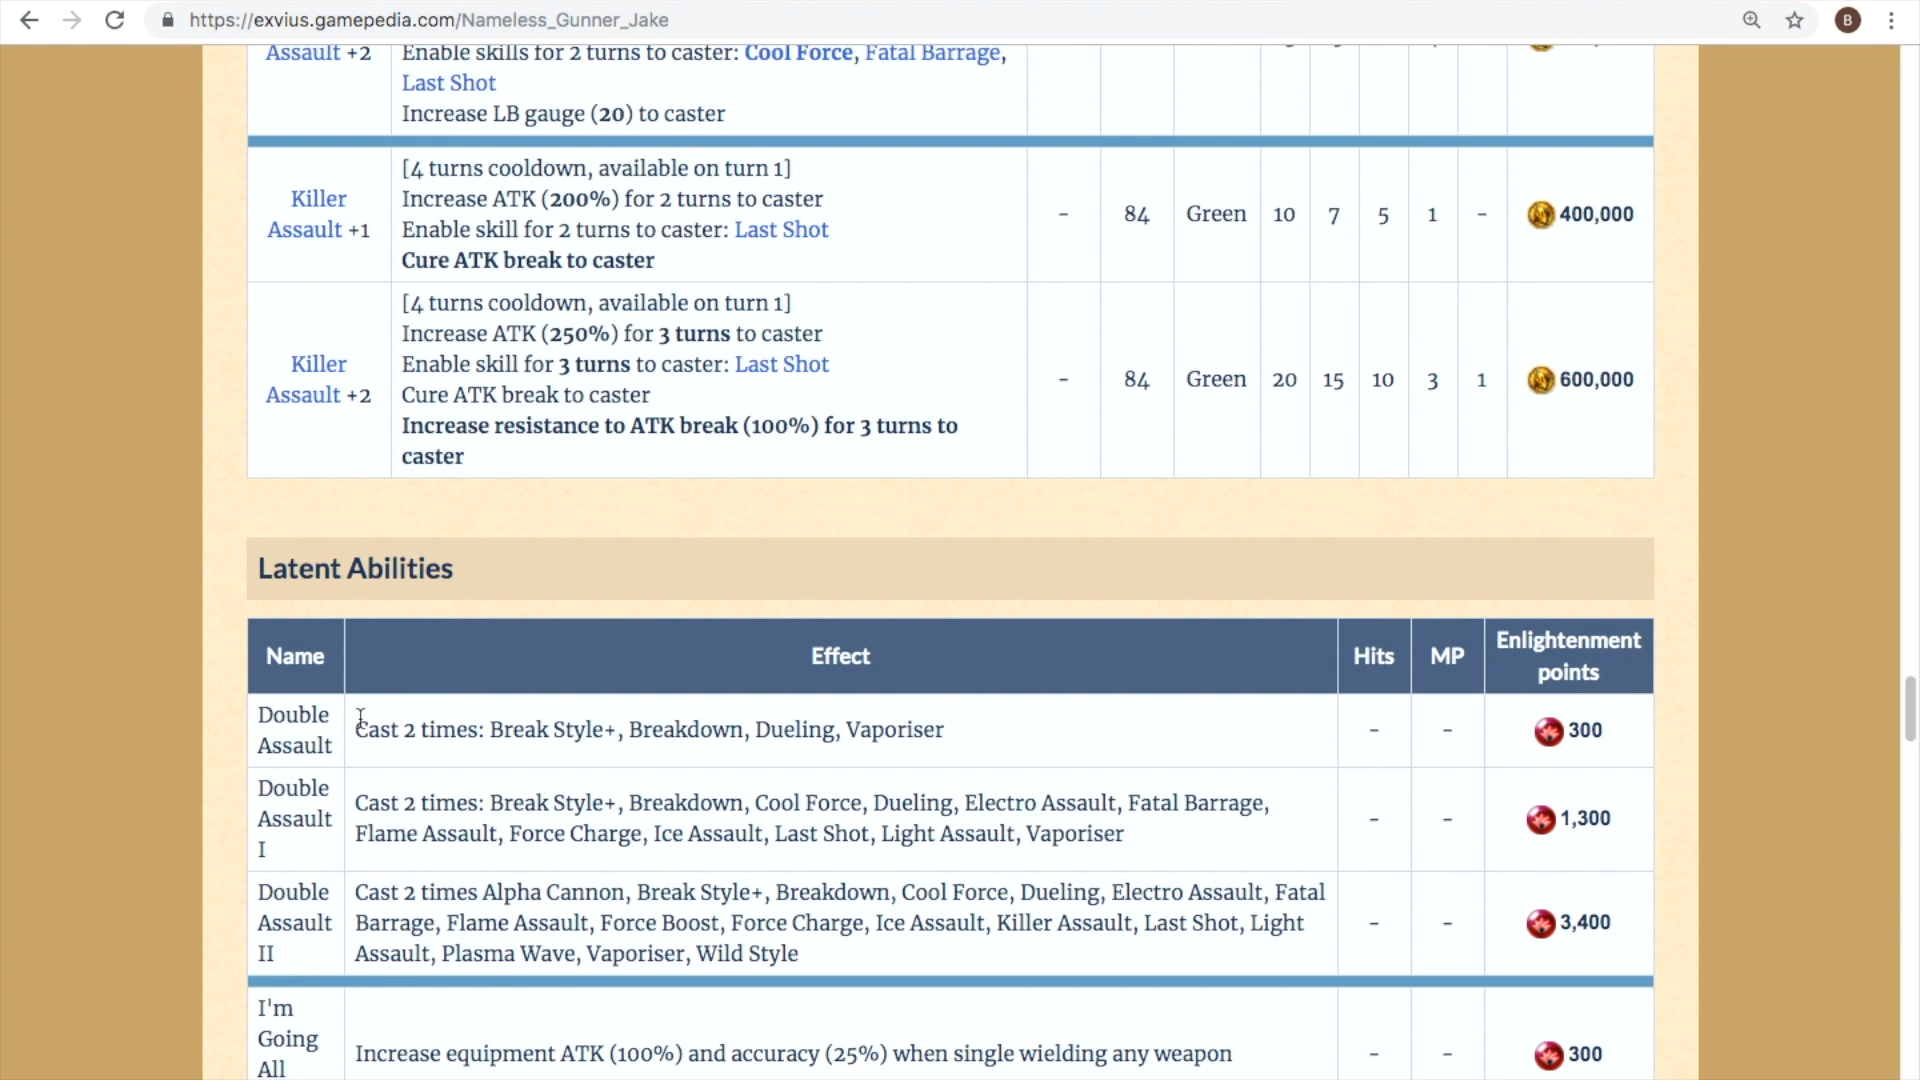 https://exvius.gamepedia.com/Nameless_Gunner_Jake
B
Assault +2
Enable skills for 2 turns to caster: Cool Force, Fatal Barrage,
Last Shot
Increase LB gauge (20) to caster
Killer
Assault +1
[4 turns cooldown, available on turn 1]
Increase ATK (200%) for 2 turns to caster
Enable skill for 2 turns to caster: Last Shot
Cure ATK break to caster
- 84 Green 10 7 5 1 - 400,000
Killer
Assault +2
[4 turns cooldown, available on turn 1]
Increase ATK (250%) for 3 turns to caster
Enable skill for 3 turns to caster: Last Shot
Cure ATK break to caster
Increase resistance to ATK break (100%) for 3 turns to
caster
- 84 Green 20 15 10 3 1 600,000
Latent Abilities
Name Effect Hits MP Enlightenment
points
Double
Assault
Cast 2 times: Break Style+, Breakdown, Dueling, Vaporiser
- - 300
Double
Assault
I
Cast 2 times: Break Style+, Breakdown, Cool Force, Dueling, Electro Assault, Fatal Barrage,
Flame Assault, Force Charge, Ice Assault, Last Shot, Light Assault, Vaporiser
- - 1,300
Double
Assault
II
Cast 2 times Alpha Cannon, Break Style+, Breakdown, Cool Force, Dueling, Electro Assault, Fatal
Barrage, Flame Assault, Force Boost, Force Charge, Ice Assault, Killer Assault, Last Shot, Light
Assault, Plasma Wave, Vaporiser, Wild Style
- - 3,400
I'm
Going
All
Increase equipment ATK (100%) and accuracy (25%) when single wielding any weapon
- - 300